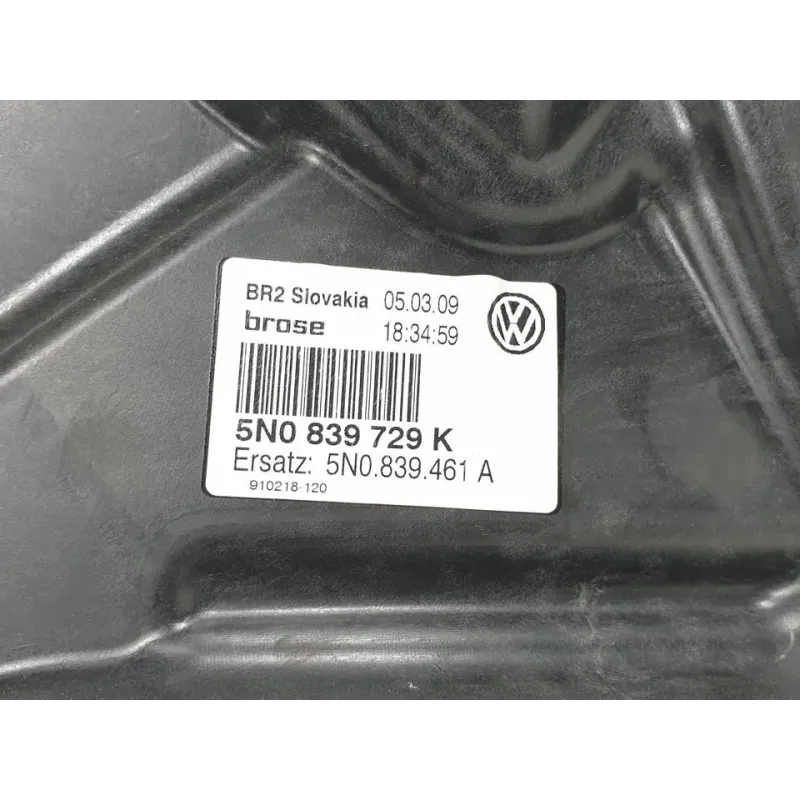 BR2 Slovakia 05.03.09
brose 18:34:59
5N0 839 729 K
Ersatz: 5N0.839.461 A
910218-120